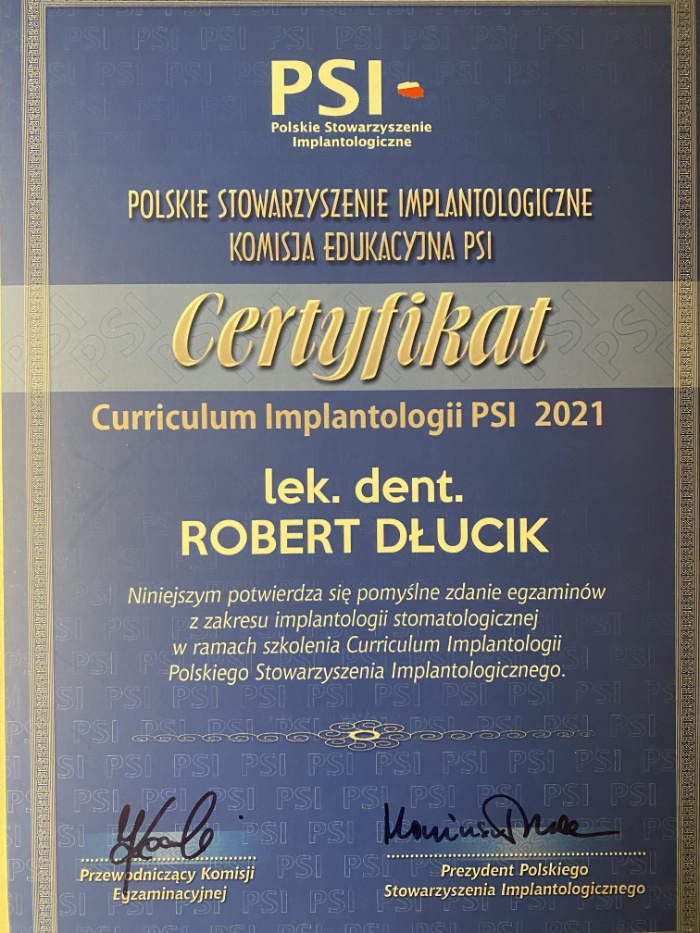 PSI
Polskie Stowarzyszenie
Implantologiczne
POLSKIE STOWARZYSZENIE IMPLANTOLOGICZNE
KOMISJA EDUKACYJNA PSI
Certyfikat
Curriculum Implantologii PSI 2021
lek. dent.
ROBERT DŁUCIK
Niniejszym potwierdza się pomyślne zdanie egzaminów
z zakresu implantologii stomatologicznej
w ramach szkolenia Curriculum Implantologii
Polskiego Stowarzyszenia Implantologicznego.
Przewodniczący Komisji
Egzaminacyjnej
Prezydent Polskiego
Stowarzyszenia Implantologicznego